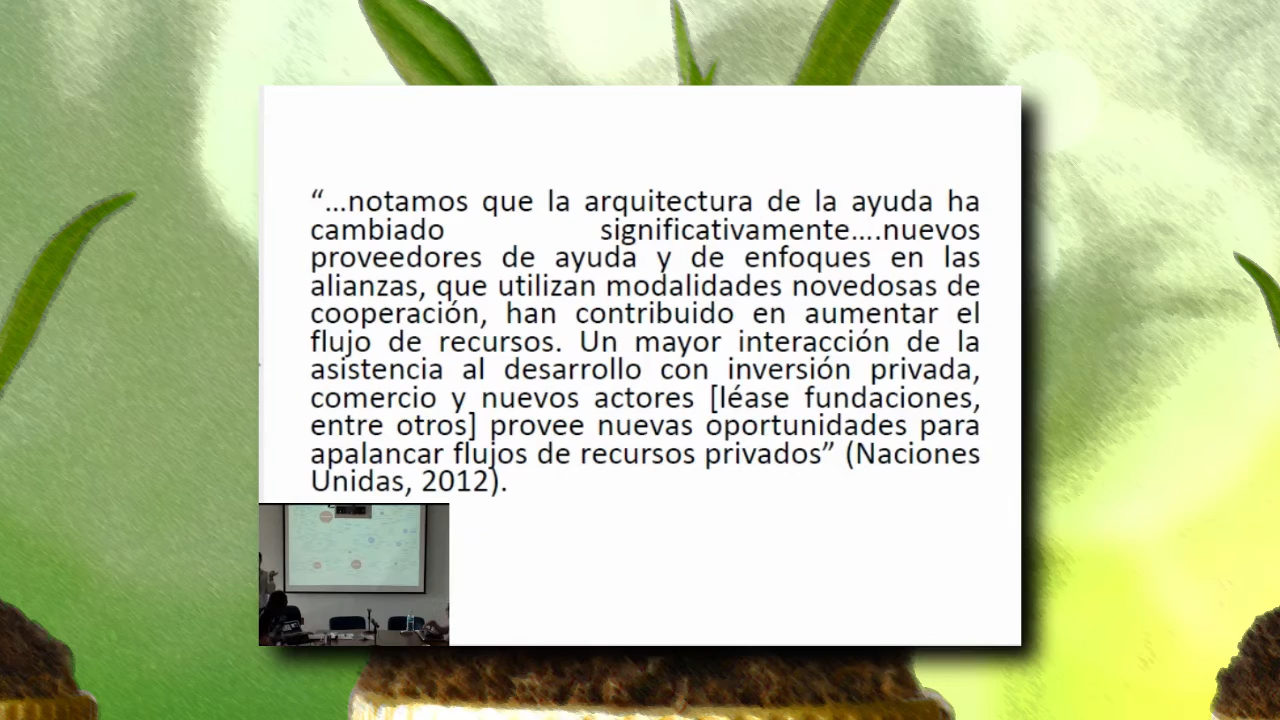 “...notamos que la arquitectura de la ayuda ha
cambiado significativamente....nuevos
proveedores de ayuda y de enfoques en las
alianzas, que utilizan modalidades novedosas de
cooperación, han contribuido en aumentar el
flujo de recursos. Un mayor interacción de la
asistencia al desarrollo con inversión privada,
comercio y nuevos actores [léase fundaciones,
entre otros] provee nuevas oportunidades para
apalancar flujos de recursos privados” (Naciones
Unidas, 2012).